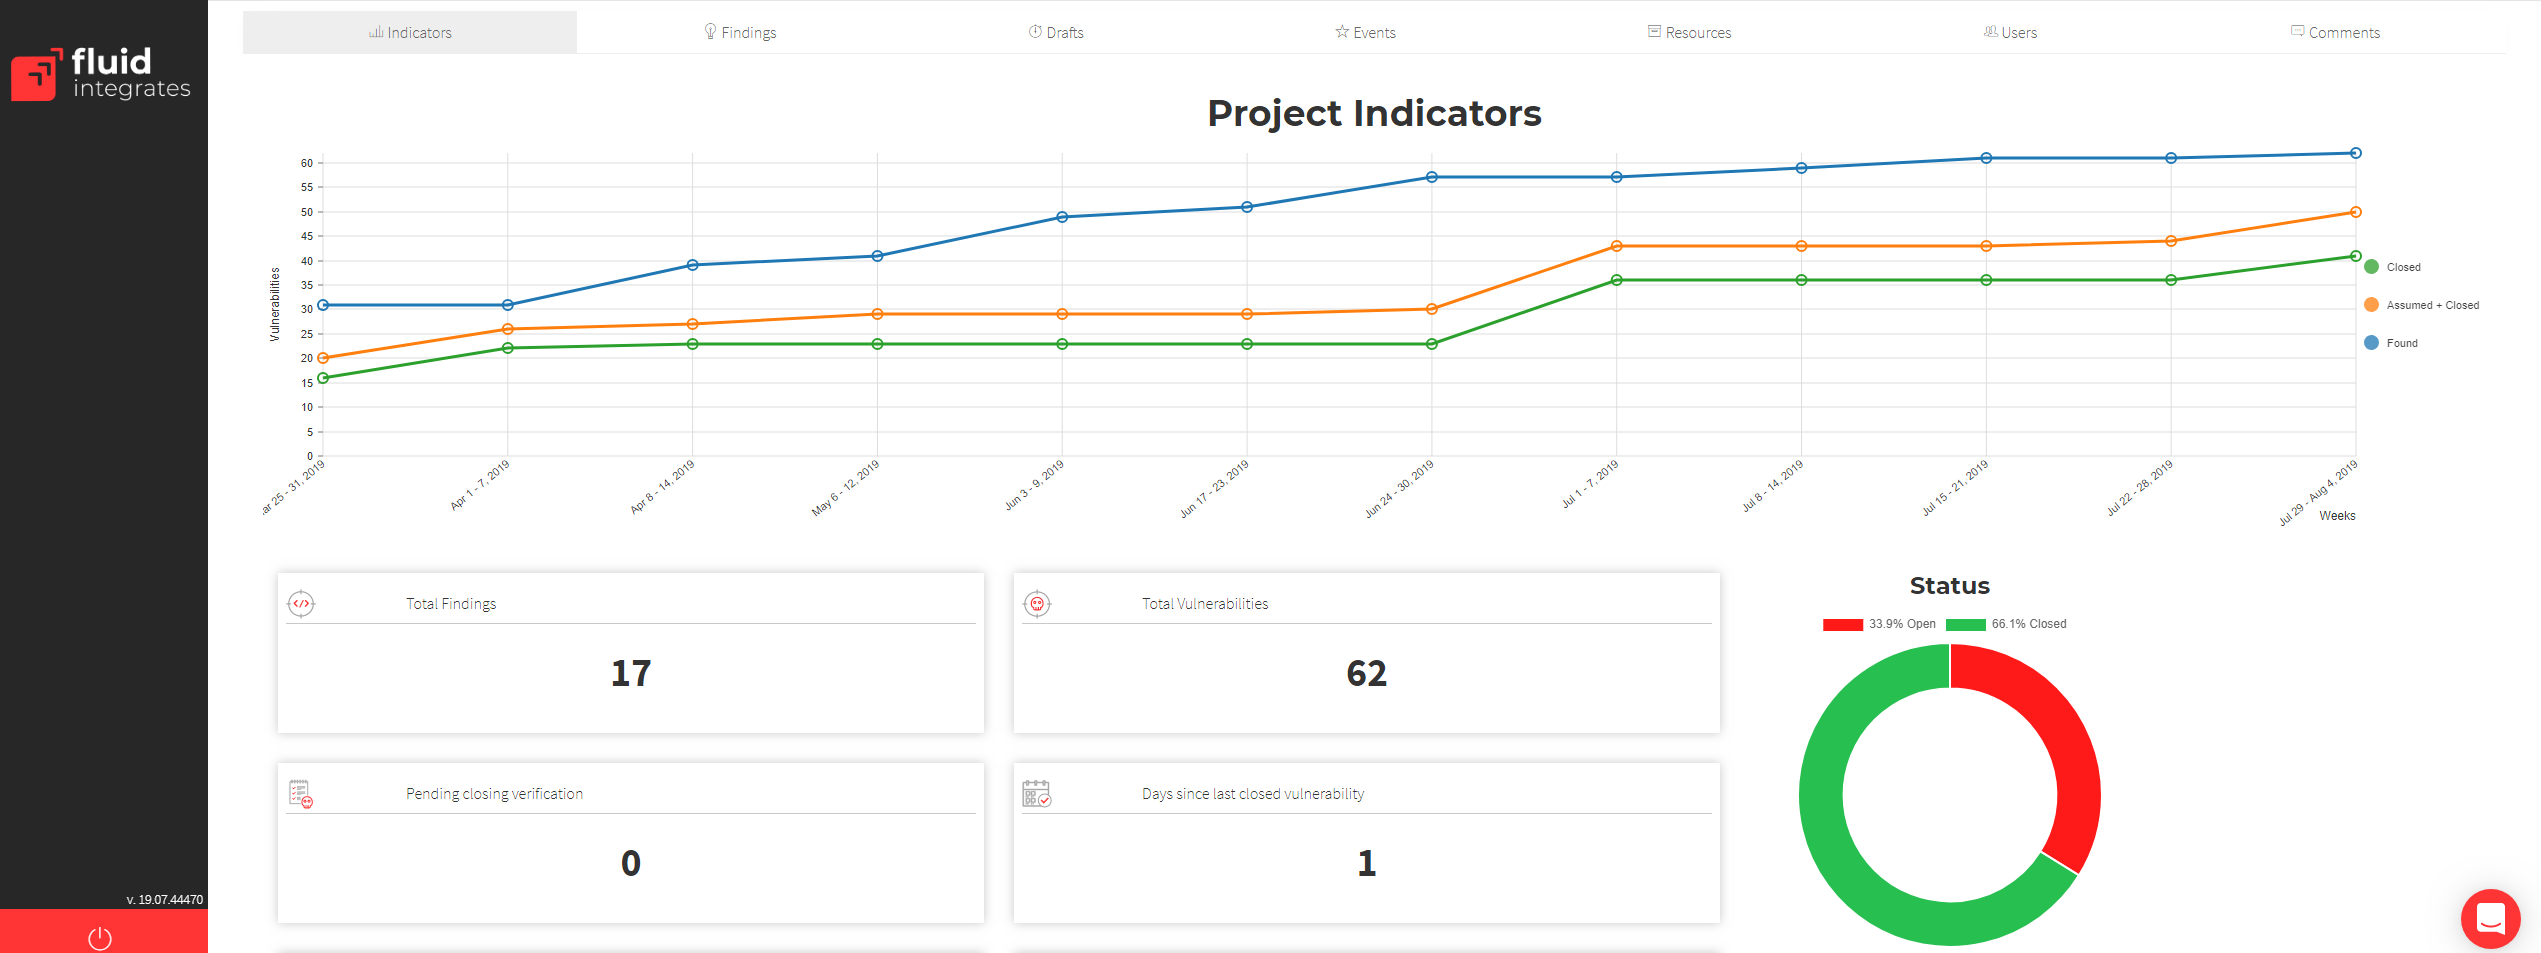 fluid
integrates
Indicators
Findings
Drafts
Events
Resources
Users
Comments
Project Indicators
Vulnerabilities
60
55
50
45
40
35
30
25
20
15
10
5
0
ar 25 - 31, 2019
Apr 1 - 7, 2019
Apr 8 - 14, 2019
May 6 - 12, 2019
Jun 3 - 9, 2019
Jun 17 - 23, 2019
Jun 24 - 30, 2019
Jul 1 - 7, 2019
Jul 8 - 14, 2019
Jul 15 - 21, 2019
Jul 22 - 28, 2019
Jul 29 - Aug 4, 2019
Weeks
Closed
Assumed + Closed
Found
Total Findings
17
Total Vulnerabilities
62
Status
33.9% Open
66.1% Closed
Pending closing verification
0
Days since last closed vulnerability
1
v. 19.07.44470